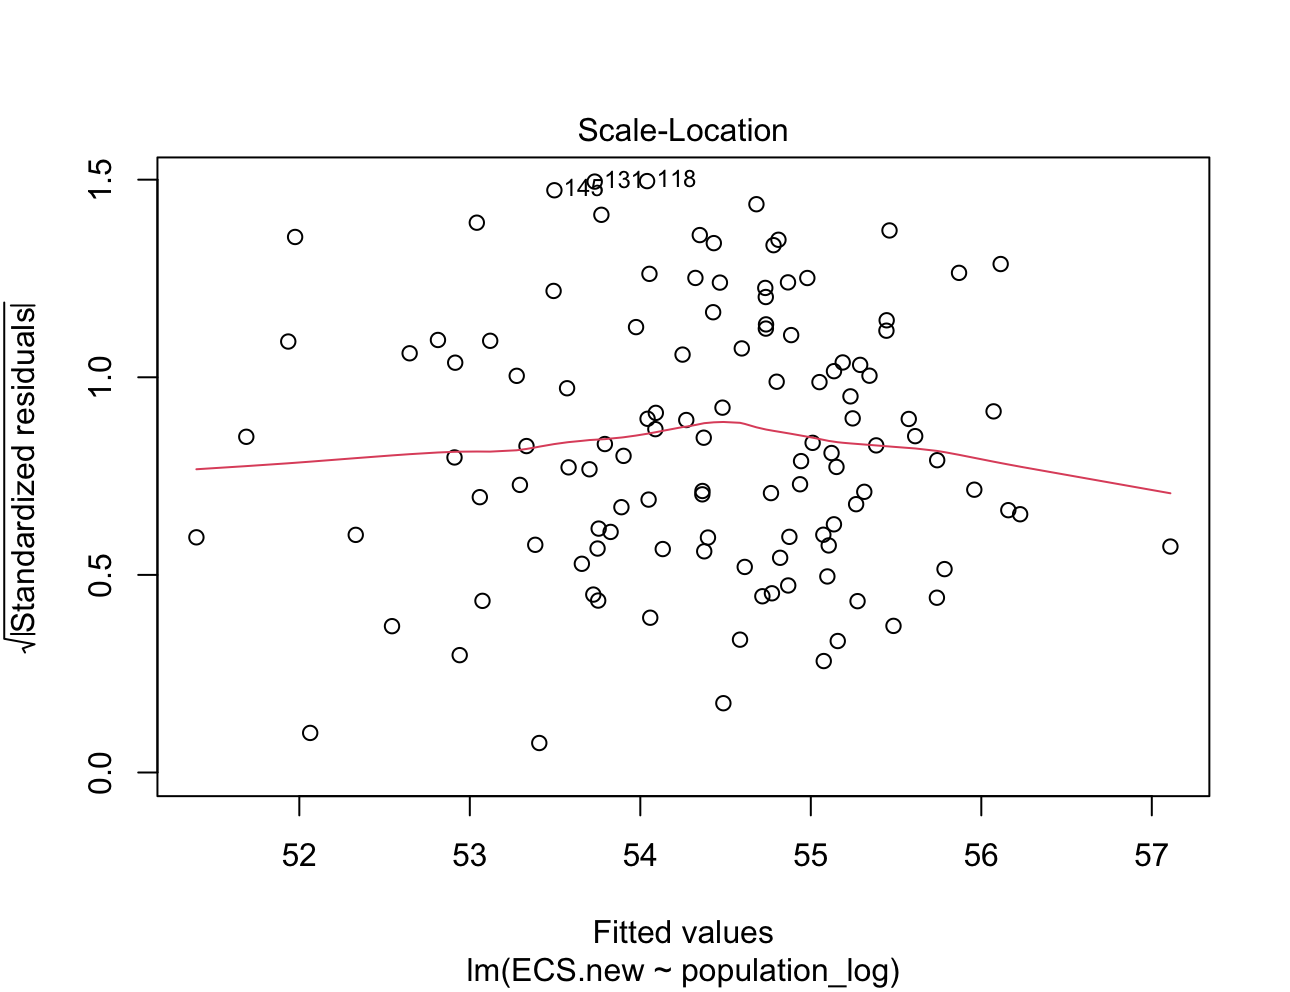 Scale-Location
√|Standardized residuals|
1.5
1.0
0.5
0.0
145
131
118
52 53 54 55 56 57
Fitted values
lm(ECS.new ~ population_log)